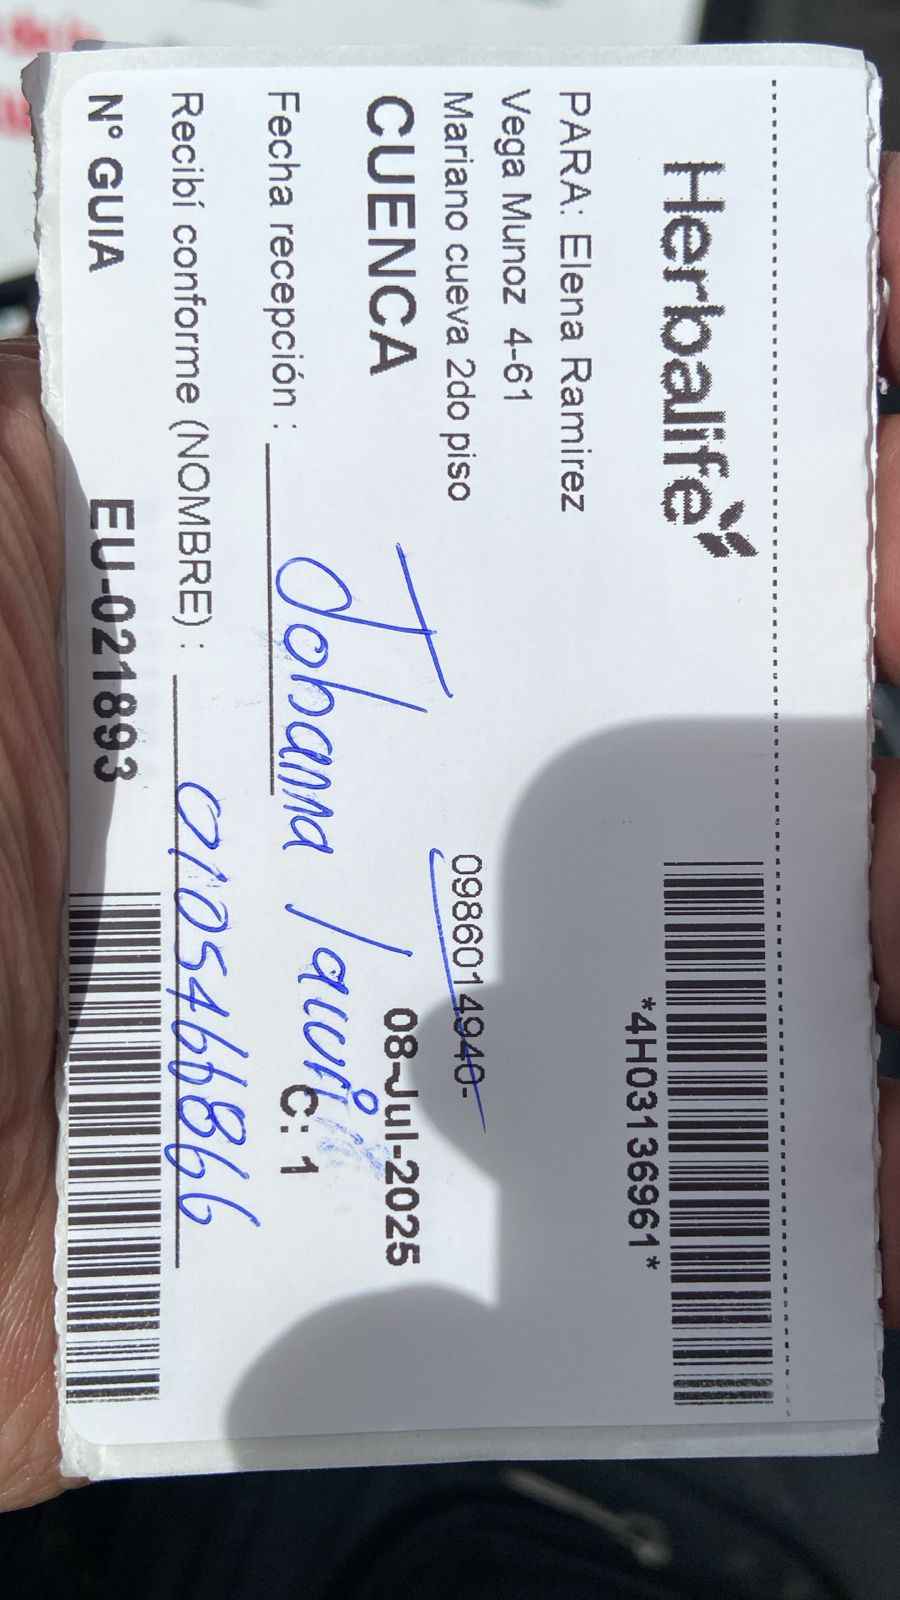 Herbalife
*4H03136961*
PARA: Elena Ramirez
Vega Munoz 4-61
Mariano cueva 2do piso
0986014940-
CUENCA
08-Jul-2025
Fecha recepción :
Johanna
C: 1
Recibí conforme (NOMBRE) :
0105466866
N° GUIA
EU-021893